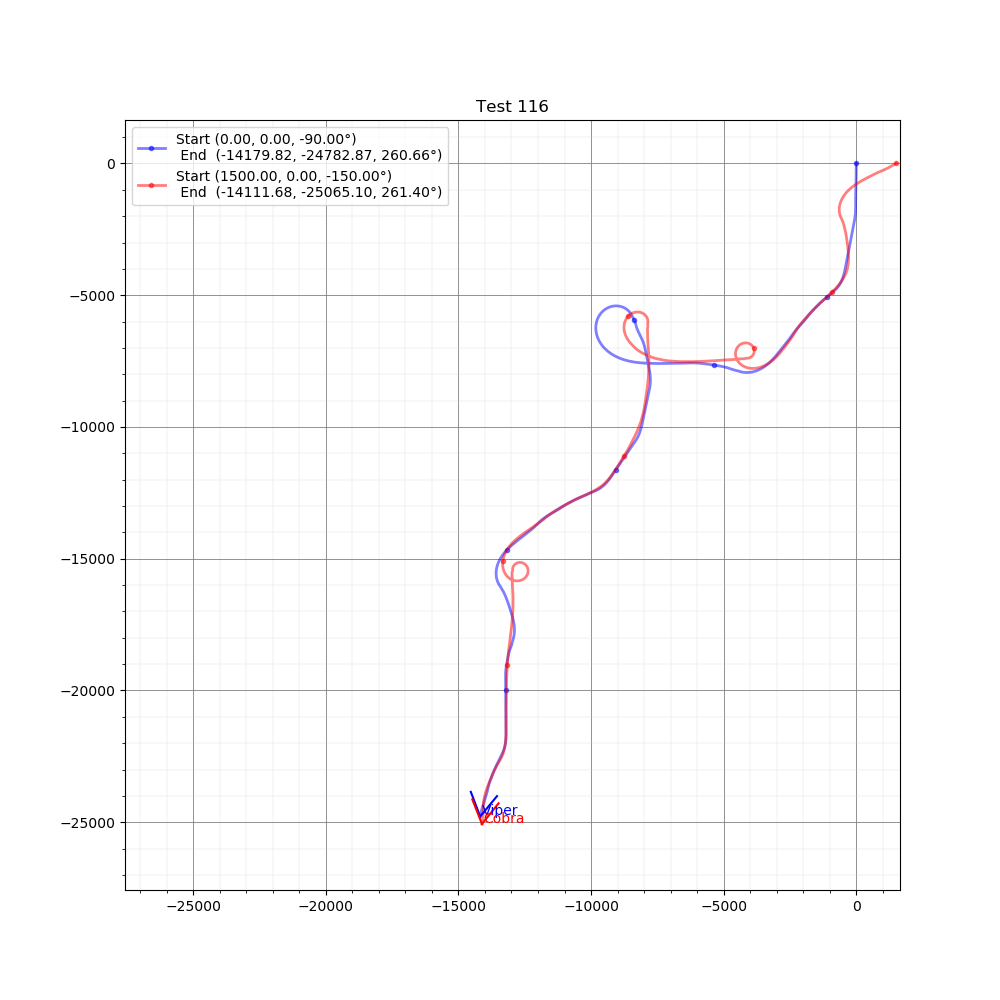 Test 116
Start (0.00, 0.00, -90.00°)
End (-14179.82, -24782.87, 260.66°)
Start (1500.00, 0.00, -150.00°)
End (-14111.68, -25065.10, 261.40°)
0
−5000
−10000
−15000
−20000
−25000
Viper
Cobra
−25000 −20000 −15000 −10000 −5000 0